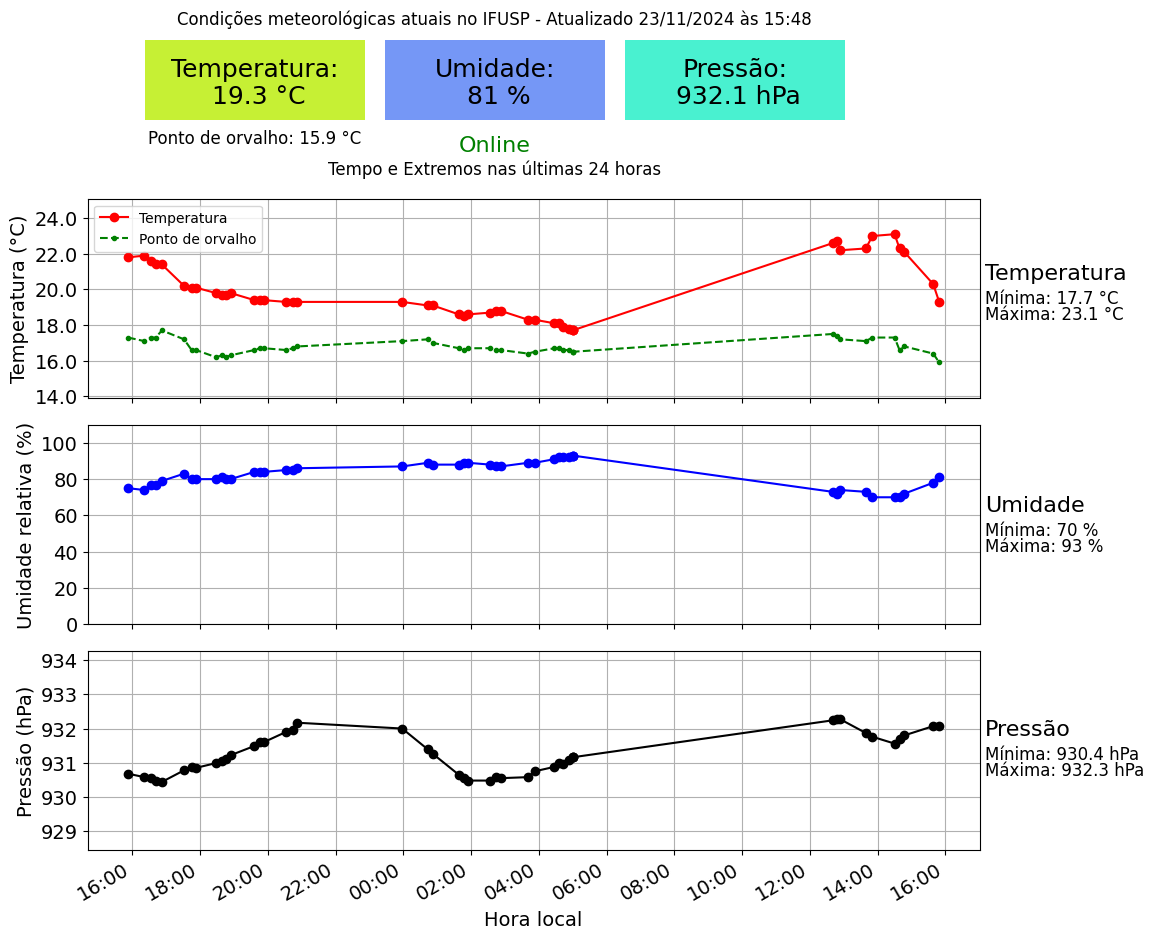 Condições meteorológicas atuais no IFUSP - Atualizado 23/11/2024 às 15:48
Temperatura:
19.3 °C
Umidade:
81 %
Pressão:
932.1 hPa
Ponto de orvalho: 15.9 °C
Online
Tempo e Extremos nas últimas 24 horas
Temperatura (°C)
24.0
22.0
20.0
18.0
16.0
14.0
Temperatura
Ponto de orvalho
Temperatura
Mínima: 17.7 °C
Máxima: 23.1 °C
Umidade relativa (%)
100
80
60
40
20
0
Umidade
Mínima: 70 %
Máxima: 93 %
Pressão (hPa)
934
933
932
931
930
929
Pressão
Mínima: 930.4 hPa
Máxima: 932.3 hPa
16:00 18:00 20:00 22:00 00:00 02:00 04:00 06:00 08:00 10:00 12:00 14:00 16:00
Hora local